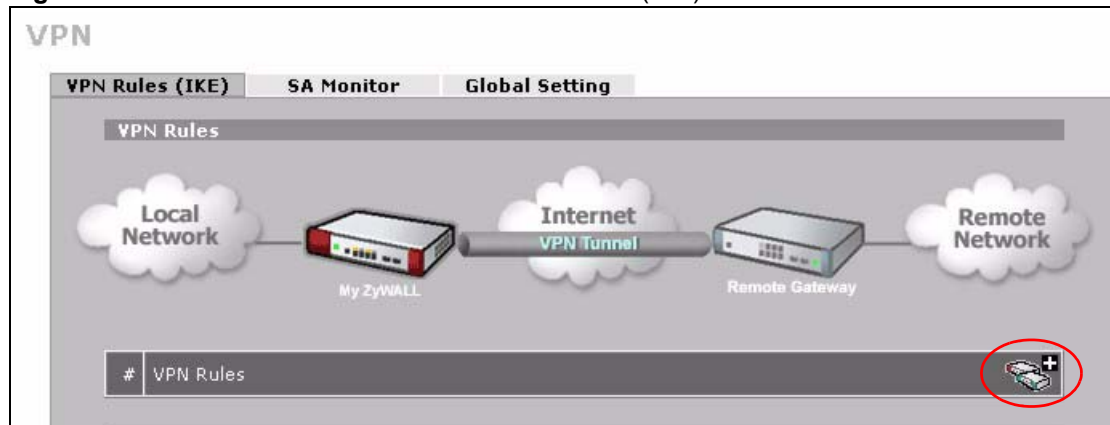 VPN
VPN Rules (IKE)
SA Monitor
Global Setting
VPN Rules
Local
Network
Internet
VPN Tunnel
Remote
Network
My ZyWALL
Remote Gateway
# VPN Rules